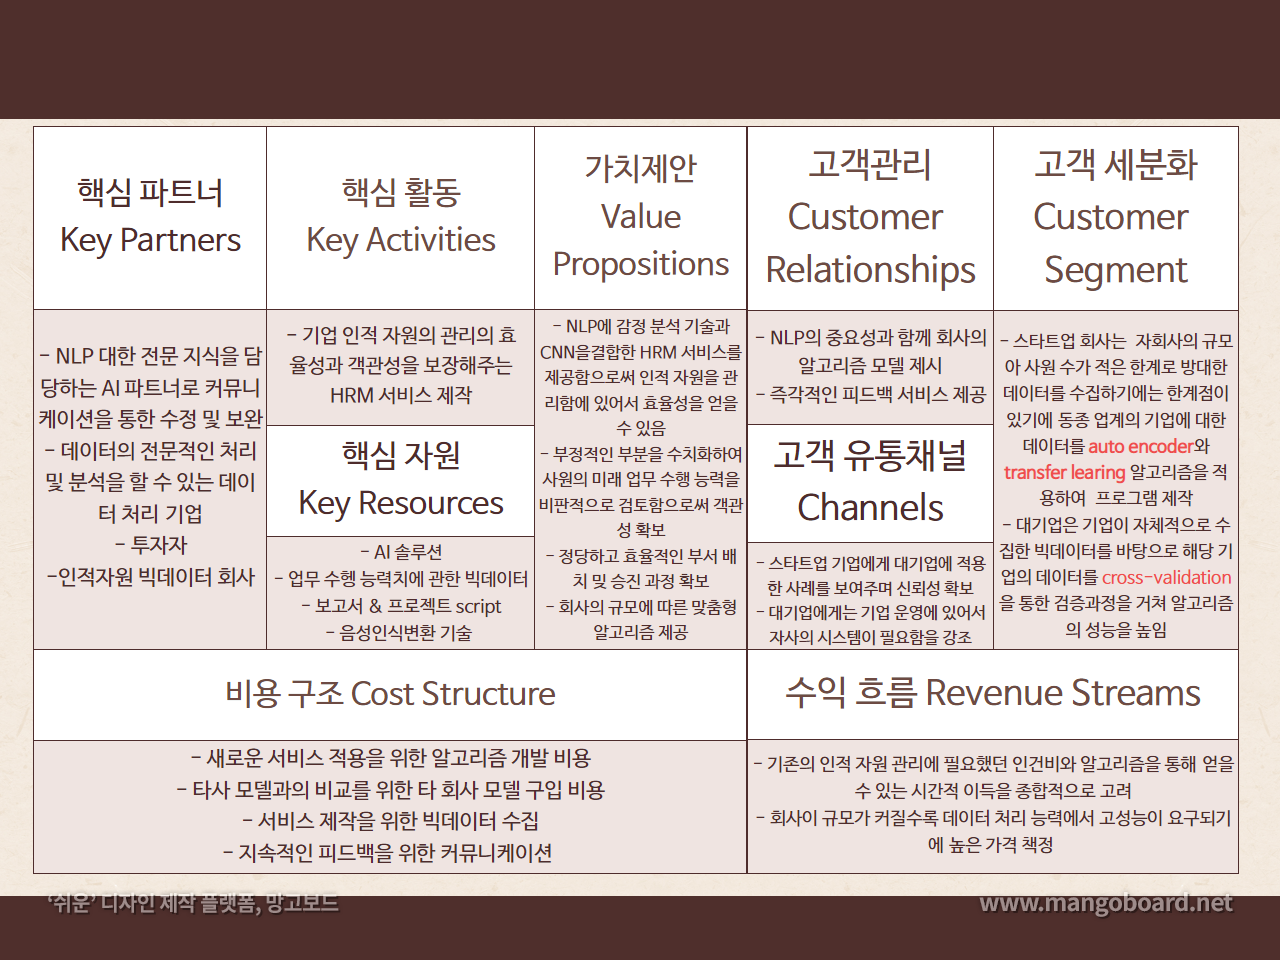 핵심 파트너
Key Partners
- NLP 대한 전문 지식을 담
당하는 AI 파트너로 커뮤니
케이션을 통한 수정 및 보완
- 데이터의 전문적인 처리
및 분석을 할 수 있는 데이
터 처리 기업
- 투자자
-인적자원 빅데이터 회사
핵심 활동
Key Activities
- 기업 인적 자원의 관리의 효
율성과 객관성을 보장해주는
HRM 서비스 제작
핵심 자원
Key Resources
- AI 솔루션
- 업무 수행 능력치에 관한 빅데이터
- 보고서 & 프로젝트 script
- 음성인식변환 기술
가치제안
Value
Propositions
- NLP에 감정 분석 기술과
CNN을결합한 HRM 서비스를
제공함으로써 인적 자원을 관
리함에 있어서 효율성을 얻을
수 있음
- 부정적인 부분을 수치화하여
사원의 미래 업무 수행 능력을
비판적으로 검토함으로써 객관
성 확보
- 정당하고 효율적인 부서 배
치 및 승진 과정 확보
- 회사의 규모에 따른 맞춤형
알고리즘 제공
고객관리
Customer
Relationships
- NLP의 중요성과 함께 회사의
알고리즘 모델 제시
- 즉각적인 피드백 서비스 제공
고객 유통채널
Channels
- 스타트업 기업에게 대기업에 적용
한 사례를 보여주며 신뢰성 확보
- 대기업에게는 기업 운영에 있어서
자사의 시스템이 필요함을 강조
고객 세분화
Customer
Segment
- 스타트업 회사는 자회사의 규모
아 사원 수가 적은 한계로 방대한
데이터를 수집하기에는 한계점이
있기에 동종 업계의 기업에 대한
데이터를 auto encoder와
transfer learing 알고리즘을 적
용하여 프로그램 제작
- 대기업은 기업이 자체적으로 수
집한 빅데이터를 바탕으로 해당 기
업의 데이터를 cross-validation
을 통한 검증과정을 거쳐 알고리즘
의 성능을 높임
비용 구조 Cost Structure
- 새로운 서비스 적용을 위한 알고리즘 개발 비용
- 타사 모델과의 비교를 위한 타 회사 모델 구입 비용
- 서비스 제작을 위한 빅데이터 수집
- 지속적인 피드백을 위한 커뮤니케이션
수익 흐름 Revenue Streams
- 기존의 인적 자원 관리에 필요했던 인건비와 알고리즘을 통해 얻을
수 있는 시간적 이득을 종합적으로 고려
- 회사이 규모가 커질수록 데이터 처리 능력에서 고성능이 요구되기
에 높은 가격 책정
‘쉬운’ 디자인 제작 플랫폼, 망고보드
www.mangoboard.net